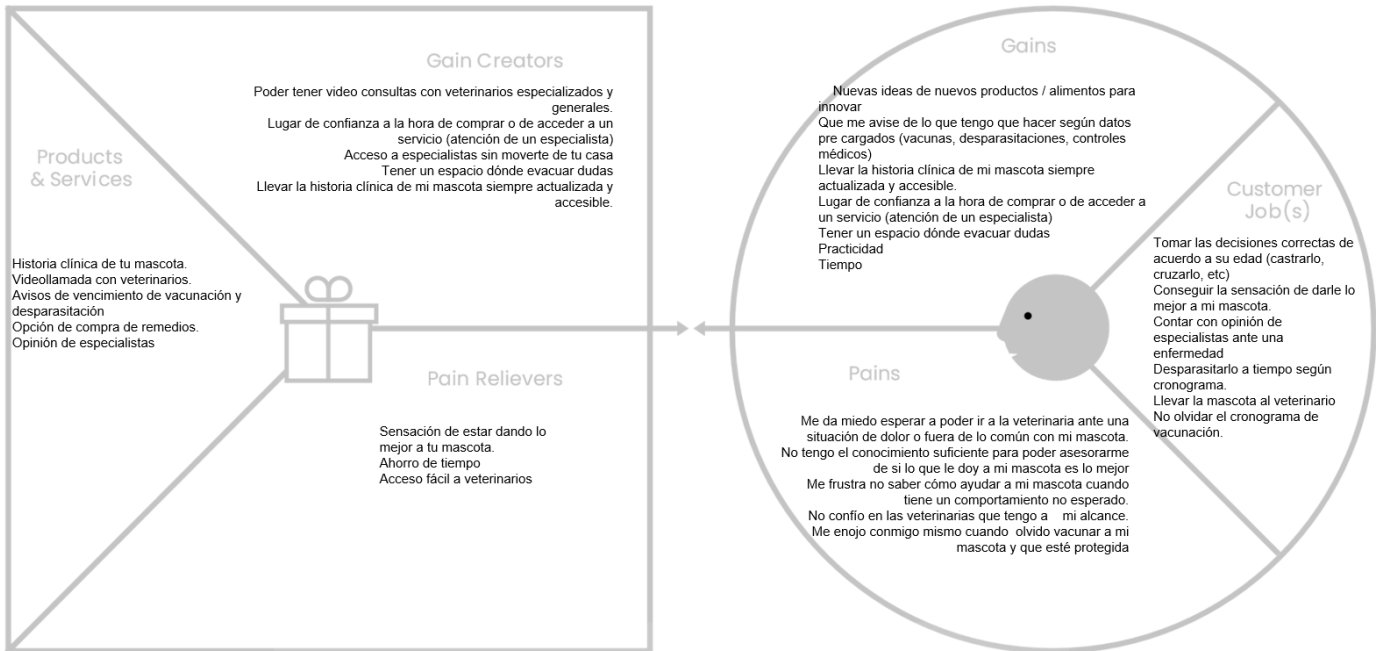 Gain Creators
Poder tener video consultas con veterinarios especializados y
generales.
Lugar de confianza a la hora de comprar o de acceder a un
servicio (atención de un especialista)
Acceso a especialistas sin moverte de tu casa
Tener un espacio dónde evacuar dudas
Llevar la historia clínica de mi mascota siempre actualizada y
accesible.
Products
& Services
Historia clínica de tu mascota.
Videollamada con veterinarios.
Avisos de vencimiento de vacunación y
desparasitación
Opción de compra de remedios.
Opinión de especialistas
Pain Relievers
Sensación de estar dando lo
mejor a tu mascota.
Ahorro de tiempo
Acceso fácil a veterinarios
Gains
Nuevas ideas de nuevos productos / alimentos para
innovar
Que me avise de lo que tengo que hacer según datos
pre cargados (vacunas, desparasitaciones, controles
médicos)
Llevar la historia clínica de mi mascota siempre
actualizada y accesible.
Lugar de confianza a la hora de comprar o de acceder a
un servicio (atención de un especialista)
Tener un espacio dónde evacuar dudas
Practicidad
Tiempo
Customer
Job(s)
Tomar las decisiones correctas de
acuerdo a su edad (castrarlo,
cruzarlo, etc)
Conseguir la sensación de darle lo
mejor a mi mascota.
Contar con opinión de
especialistas ante una
enfermedad
Desparasitarlo a tiempo según
cronograma.
Llevar la mascota al veterinario
No olvidar el cronograma de
vacunación.
Pains
Me da miedo esperar a poder ir a la veterinaria ante una
situación de dolor o fuera de lo común con mi mascota.
No tengo el conocimiento suficiente para poder asesorarme
de si lo que le doy a mi mascota es lo mejor
Me frustra no saber cómo ayudar a mi mascota cuando
tiene un comportamiento no esperado.
No confío en las veterinarias que tengo a mi alcance.
Me enojo conmigo mismo cuando olvido vacunar a mi
mascota y que esté protegida